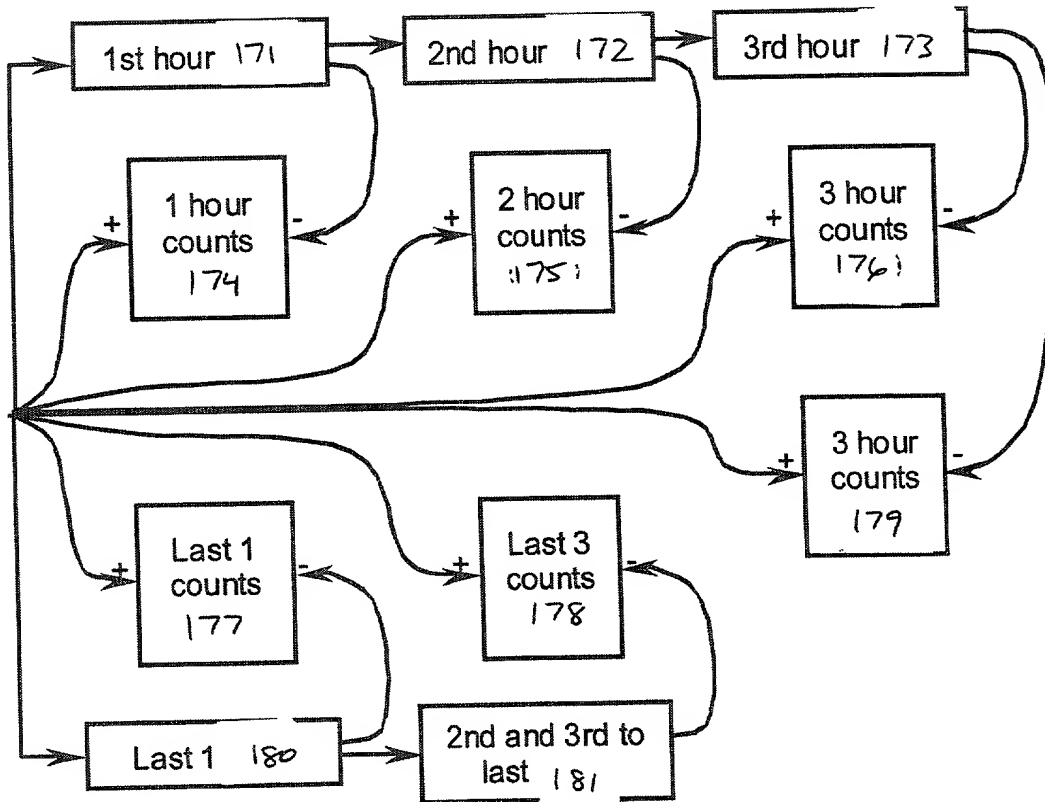 1st hour 171
2nd hour 172
3rd hour 173
+
1 hour
counts
174
-
+
2 hour
counts
175
-
+
3 hour
counts
176
-
+
3 hour
counts
179
-
+
Last 1
counts
177
-
+
Last 3
counts
178
-
Last 1 180
2nd and 3rd to
last 181